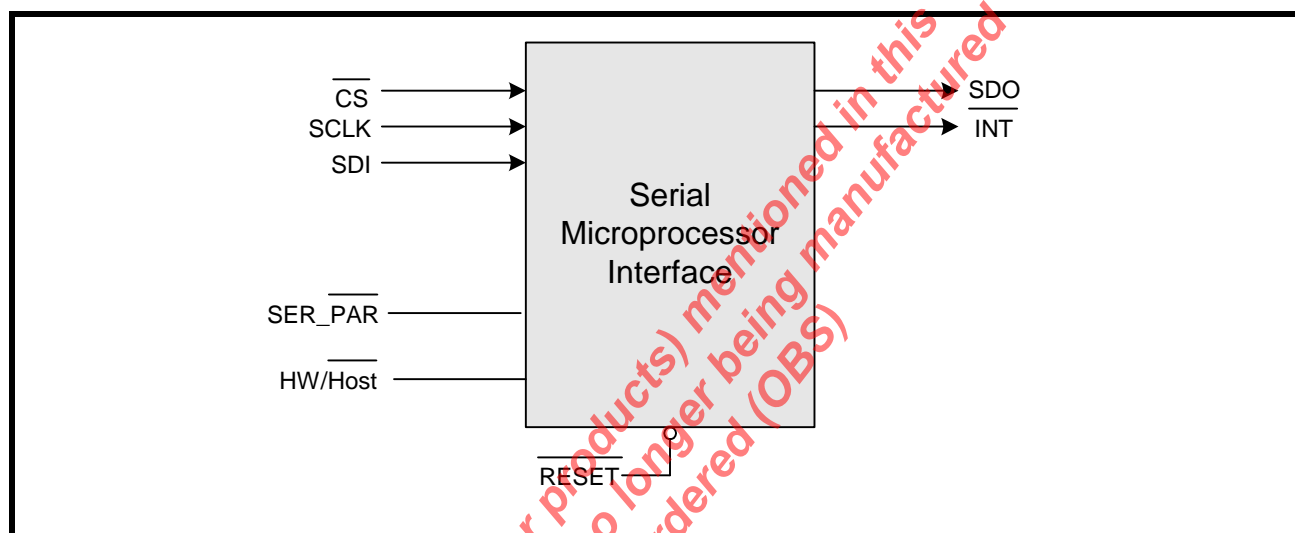 CS
SCLK
SDI
SER_PAR
HW/Host
Serial
Microprocessor
Interface
SDO
INT
RESET
products) mentioned in this
longer being manufactured
ordered (OBS)